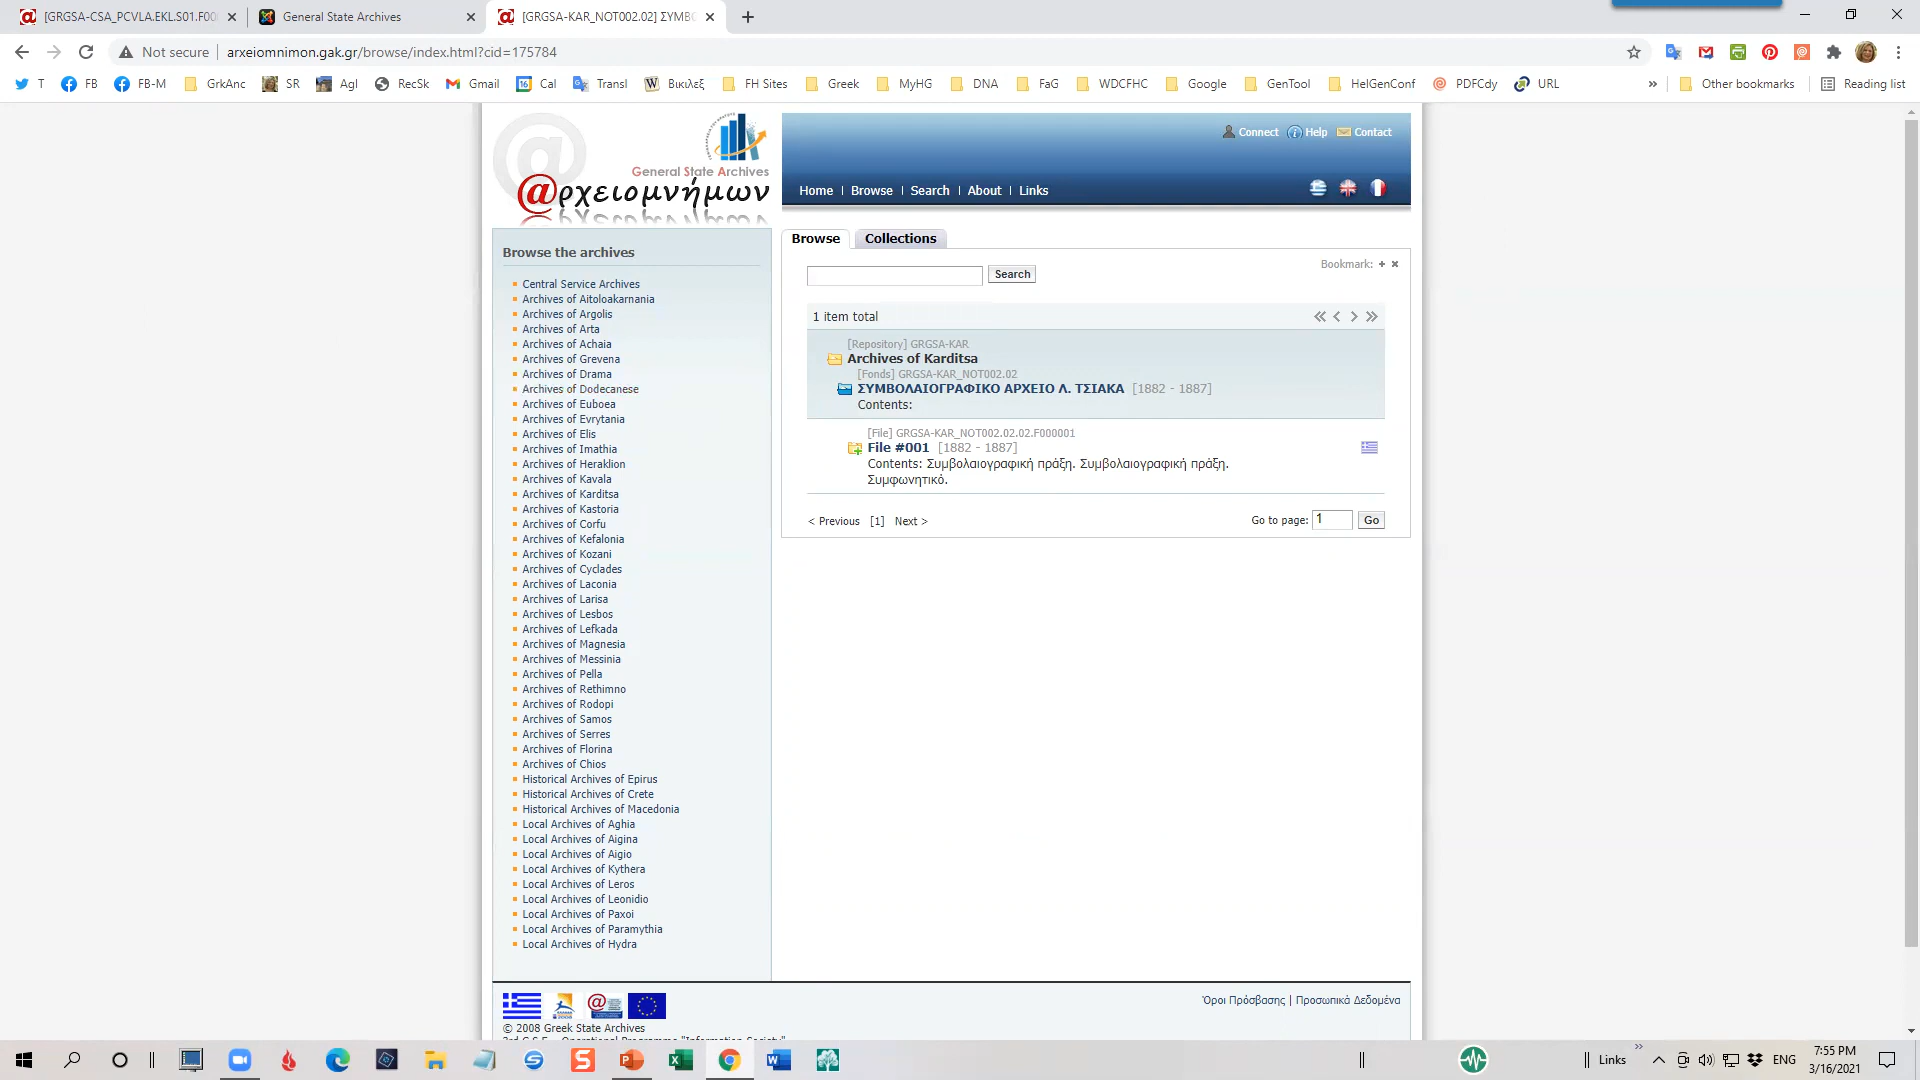 [GRGSA-CSA_PCVLA.EKL.S01.F00
General State Archives
[GRGSA-KAR_NOT002.02] ΣΥΜΒΟ
Not secure
arxeiomnimon.gak.gr/browse/index.html?cid=175784
T
FB
FB-M
GrkAnc
SR
Agl
RecSk
Gmail
Cal
Transl
Βικιλεξ
FH Sites
Greek
MyHG
DNA
FaG
WDCFHC
Google
GenTool
HelGenConf
PDFCdy
URL
»
Other bookmarks
Reading list
General State Archives
@ρχειομνήμων
Connect
Help
Contact
Home | Browse | Search | About | Links
Browse the archives
Central Service Archives
Archives of Aitoloakarnania
Archives of Argolis
Archives of Arta
Archives of Achaia
Archives of Grevena
Archives of Drama
Archives of Dodecanese
Archives of Euboea
Archives of Evrytania
Archives of Elis
Archives of Imathia
Archives of Heraklion
Archives of Kavala
Archives of Karditsa
Archives of Kastoria
Archives of Corfu
Archives of Kefalonia
Archives of Kozani
Archives of Cyclades
Archives of Laconia
Archives of Larisa
Archives of Lesbos
Archives of Lefkada
Archives of Magnesia
Archives of Messinia
Archives of Pella
Archives of Rethimno
Archives of Rodopi
Archives of Samos
Archives of Serres
Archives of Florina
Archives of Chios
Historical Archives of Epirus
Historical Archives of Crete
Historical Archives of Macedonia
Local Archives of Aghia
Local Archives of Aigina
Local Archives of Aigio
Local Archives of Kythera
Local Archives of Leros
Local Archives of Leonidio
Local Archives of Paxoi
Local Archives of Paramythia
Local Archives of Hydra
Browse
Collections
Bookmark:
Search
1 item total
[Repository] GRGSA-KAR
Archives of Karditsa
[Fonds] GRGSA-KAR_NOT002.02
ΣΥΜΒΟΛΑΙΟΓΡΑΦΙΚΟ ΑΡΧΕΙΟ Λ. ΤΣΙΑΚΑ [1882 - 1887]
Contents:
[File] GRGSA-KAR_NOT002.02.02.F000001
File #001 [1882 - 1887]
Contents: Συμβολαιογραφική πράξη. Συμβολαιογραφική πράξη.
Συμφωνητικό.
< Previous [1] Next >
Go to page: 1 Go
Όροι Πρόσβασης | Προσωπικά Δεδομένα
© 2008 Greek State Archives
3rd C.S.F. - Operational Programme "Information Society"
Links
ENG
7:55 PM
3/16/2021